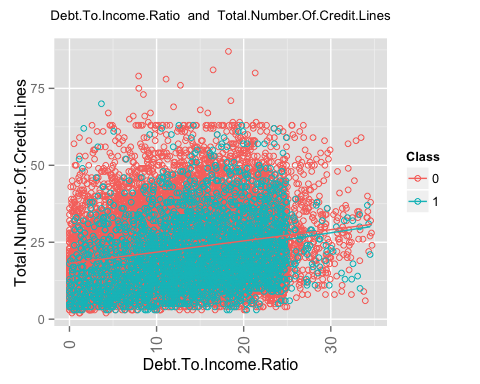 Debt.To.Income.Ratio and Total.Number.Of.Credit.Lines
Total.Number.Of.Credit.Lines
75
50
25
0
0
10
20
30
Debt.To.Income.Ratio
Class
0
1